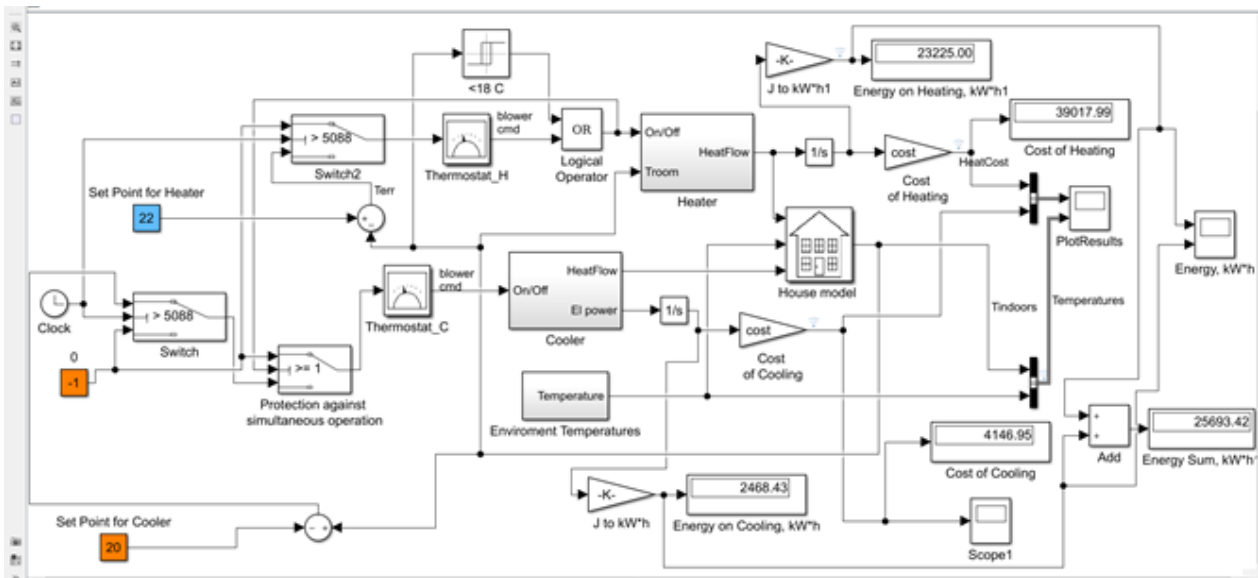 -K-
J to kW*h1
23225.00
Energy on Heating, kW*h1
39017.99
Cost of Heating
<18 C
> 5088
Switch2
blower
cmd
Thermostat_H
OR
Logical
Operator
On/Off
Troom
HeatFlow
Heater
1/s
cost
Cost
of Heating
HeatCost
PlotResults
Energy, kW*h
Set Point for Heater
22
Terr
+
−
House model
Tindoors
Temperatures
Clock
> 5088
Switch
0
-1
>= 1
Protection against
simultaneous operation
blower
cmd
Thermostat_C
On/Off
HeatFlow
El power
Cooler
1/s
cost
Cost
of Cooling
Temperature
Enviroment Temperatures
+
+
Add
25693.42
Energy Sum, kW*h
4146.95
Cost of Cooling
Scope1
-K-
J to kW*h
2468.43
Energy on Cooling, kW*h
Set Point for Cooler
20
− +